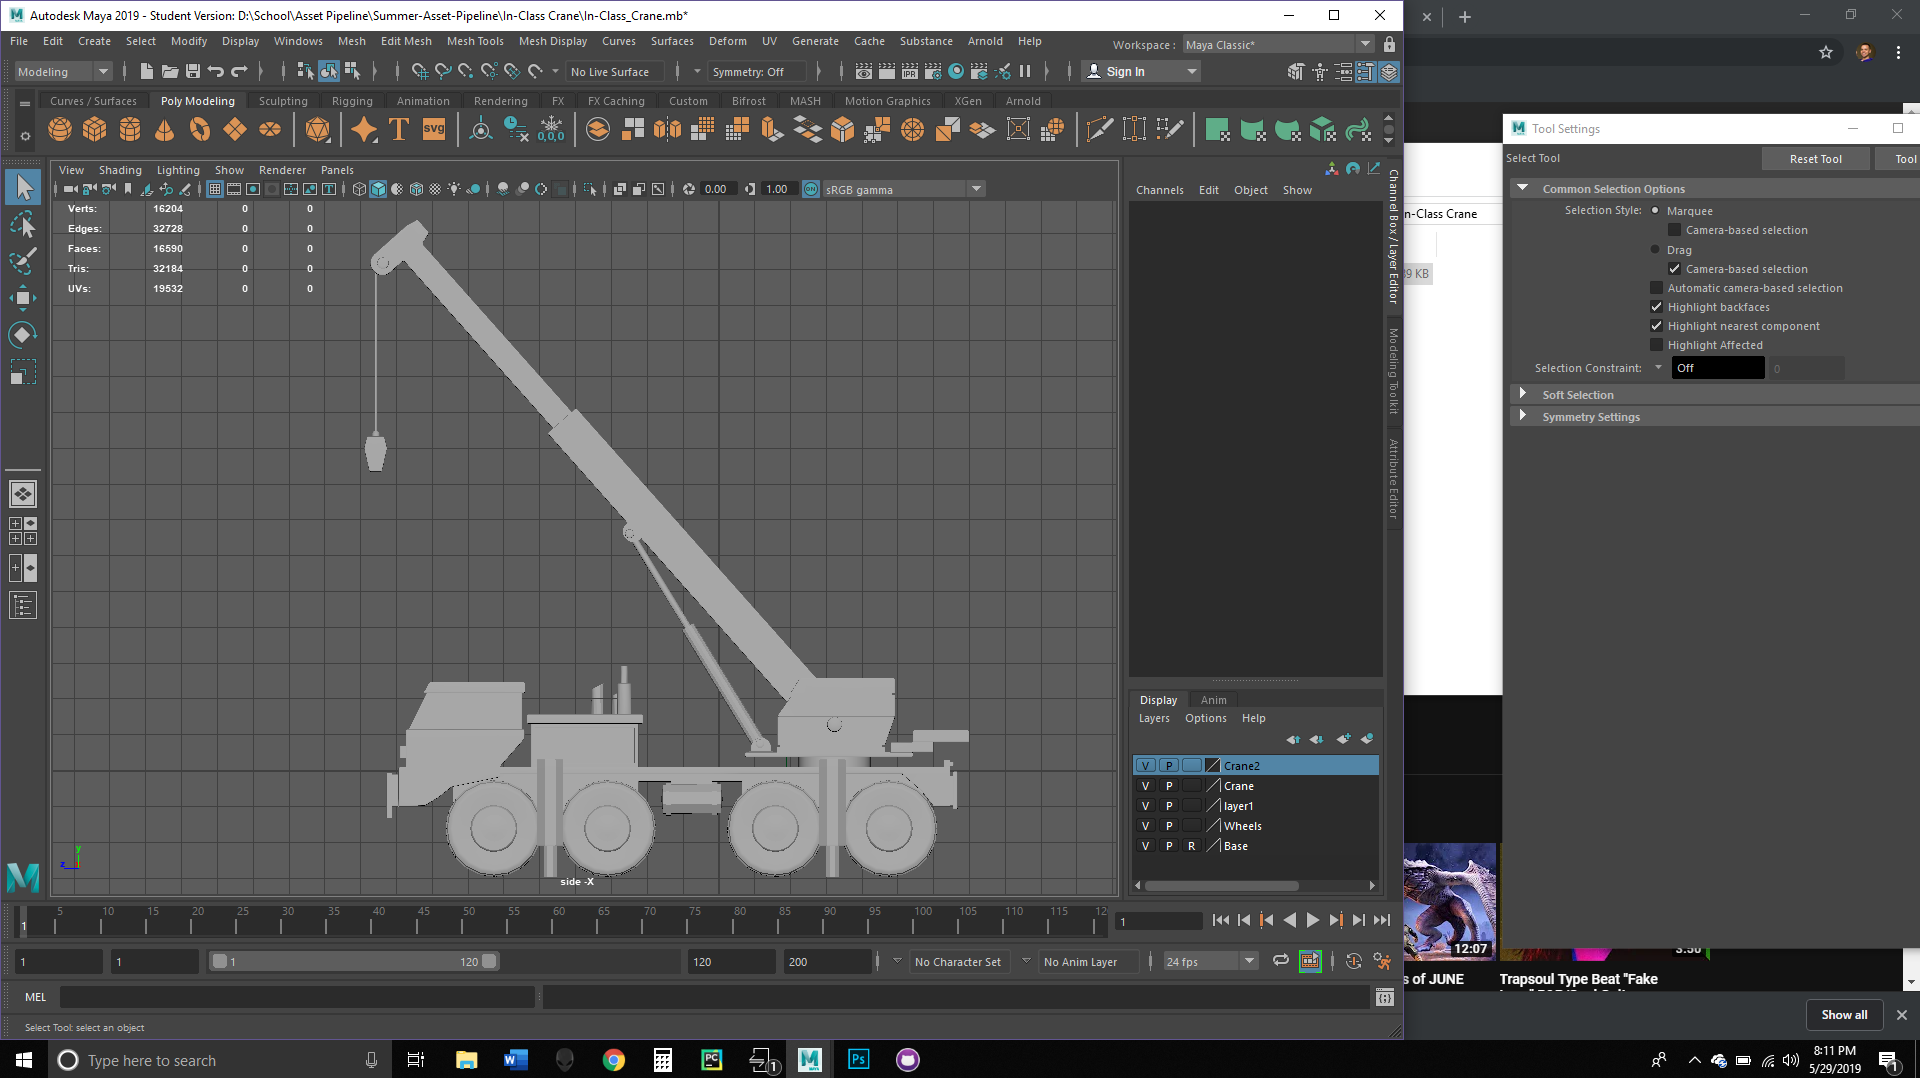 Autodesk Maya 2019 - Student Version: D:\School\Asset Pipeline\Summer-Asset-Pipeline\In-Class Crane\In-Class_Crane.mb*
File Edit Create Select Modify Display Windows Mesh Edit Mesh Mesh Tools Mesh Display Curves Surfaces Deform UV Generate Cache Substance Arnold Help
Workspace : Maya Classic*
Modeling No Live Surface Symmetry: Off Sign In
Curves / Surfaces Poly Modeling Sculpting Rigging Animation Rendering FX FX Caching Custom Bifrost MASH Motion Graphics XGen Arnold
svg 0,0,0
View Shading Lighting Show Renderer Panels
0.00 1.00 ON sRGB gamma
Verts: 16204 0 0
Edges: 32728 0 0
Faces: 16590 0 0
Tris: 32184 0 0
UVs: 19532 0 0
y
z
side -X
Channels Edit Object Show
Channel Box / Layer Editor
Modeling Toolkit
Attribute Editor
Display Anim
Layers Options Help
V P Crane2
V P Crane
V P layer1
V P Wheels
V P R Base
Tool Settings
Select Tool Reset Tool Tool
Common Selection Options
Selection Style: Marquee
Camera-based selection
Drag
Camera-based selection
Automatic camera-based selection
Highlight backfaces
Highlight nearest component
Highlight Affected
Selection Constraint: Off 0
Soft Selection
Symmetry Settings
n-Class Crane
39 KB
12:07
3:50
s of JUNE
Trapsoul Type Beat "Fake
Show all
1 5 10 15 20 25 30 35 40 45 50 55 60 65 70 75 80 85 90 95 100 105 110 115 12
1
1 1 1 120 120 200 No Character Set No Anim Layer 24 fps
MEL
Select Tool: select an object
Type here to search
8:11 PM
5/29/2019